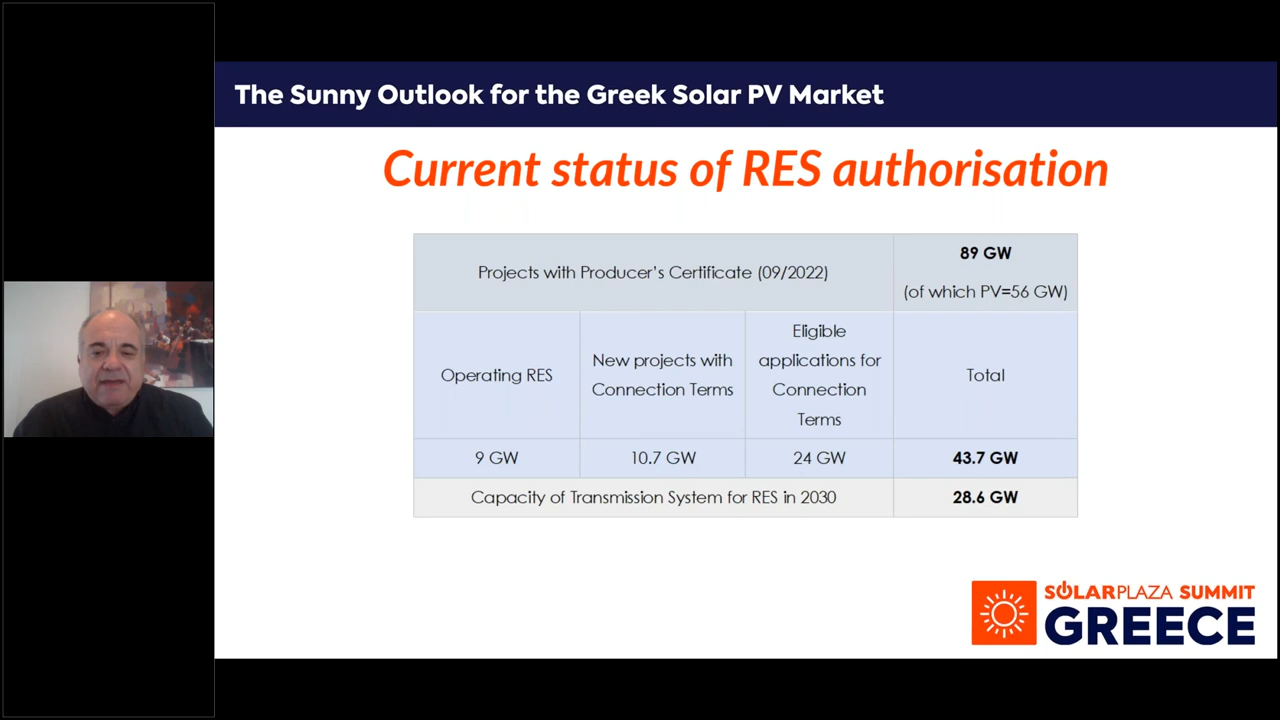 The Sunny Outlook for the Greek Solar PV Market
Current status of RES authorisation
Projects with Producer's Certificate (09/2022)
89 GW
(of which PV=56 GW)
Operating RES
New projects with
Connection Terms
Eligible
applications for
Connection
Terms
Total
9 GW
10.7 GW
24 GW
43.7 GW
Capacity of Transmission System for RES in 2030
28.6 GW
SOLARPLAZA SUMMIT
GREECE